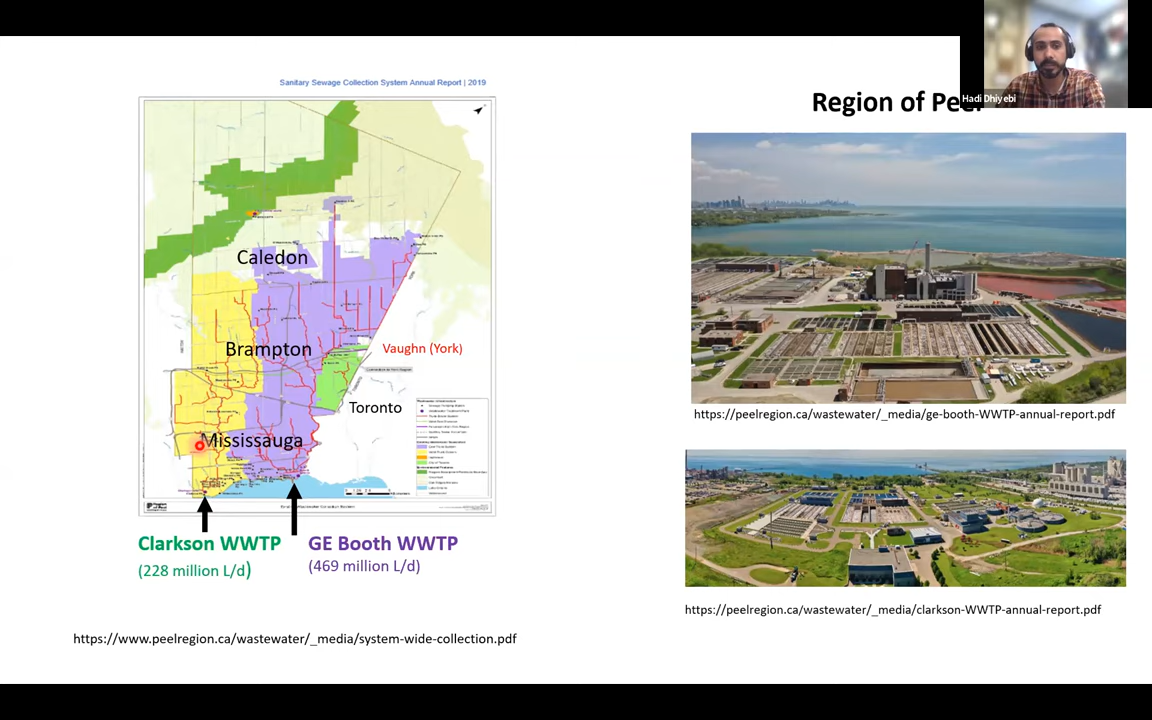 Sanitary Sewage Collection System Annual Report | 2019
Region of Peel
Hadi Dhiyebi
Caledon
Brampton
Vaughn (York)
Toronto
Mississauga
Clarkson WWTP
(228 million L/d)
GE Booth WWTP
(469 million L/d)
https://www.peelregion.ca/wastewater/_media/system-wide-collection.pdf
https://peelregion.ca/wastewater/_media/ge-booth-WWTP-annual-report.pdf
https://peelregion.ca/wastewater/_media/clarkson-WWTP-annual-report.pdf